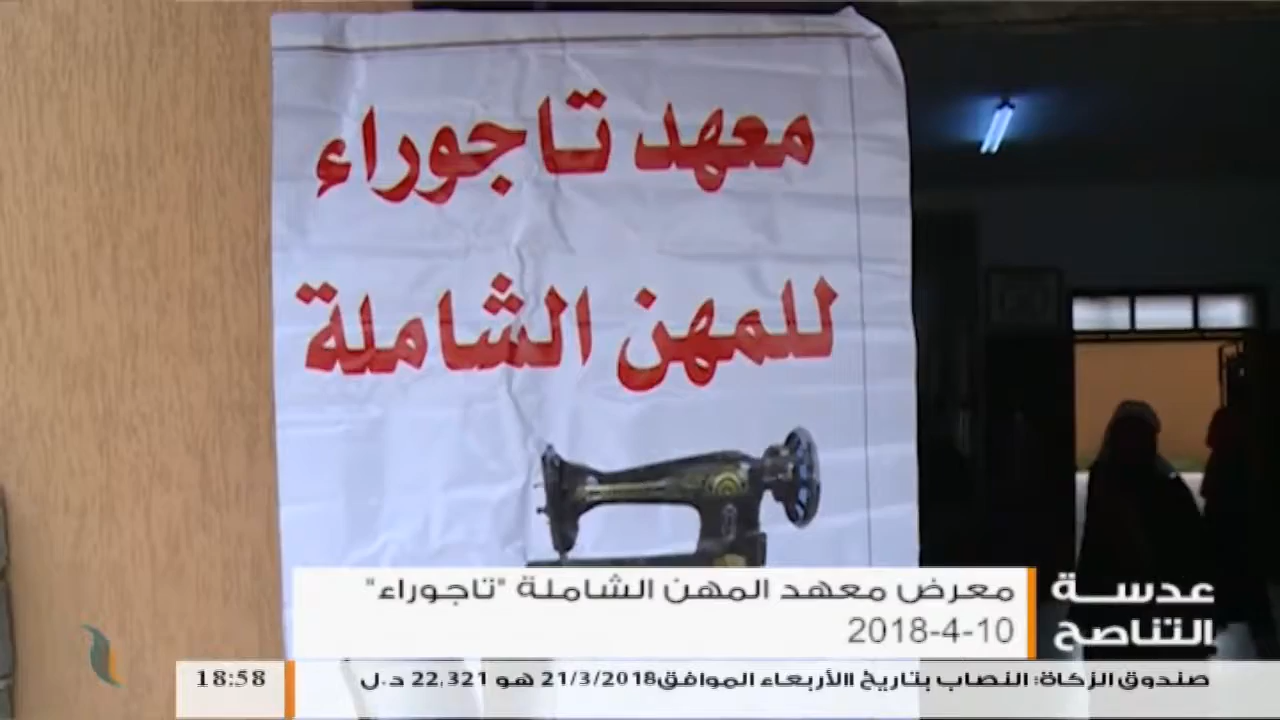 معهد تاجوراء
للمهن الشاملة
معرض معهد المهن الشاملة "تاجوراء"
10-4-2018
عدسة
التناصح
صندوق الزكاة: النصاب بتاريخ الأربعاء الموافق21/3/2018 هو 22,321 د.ل
18:58